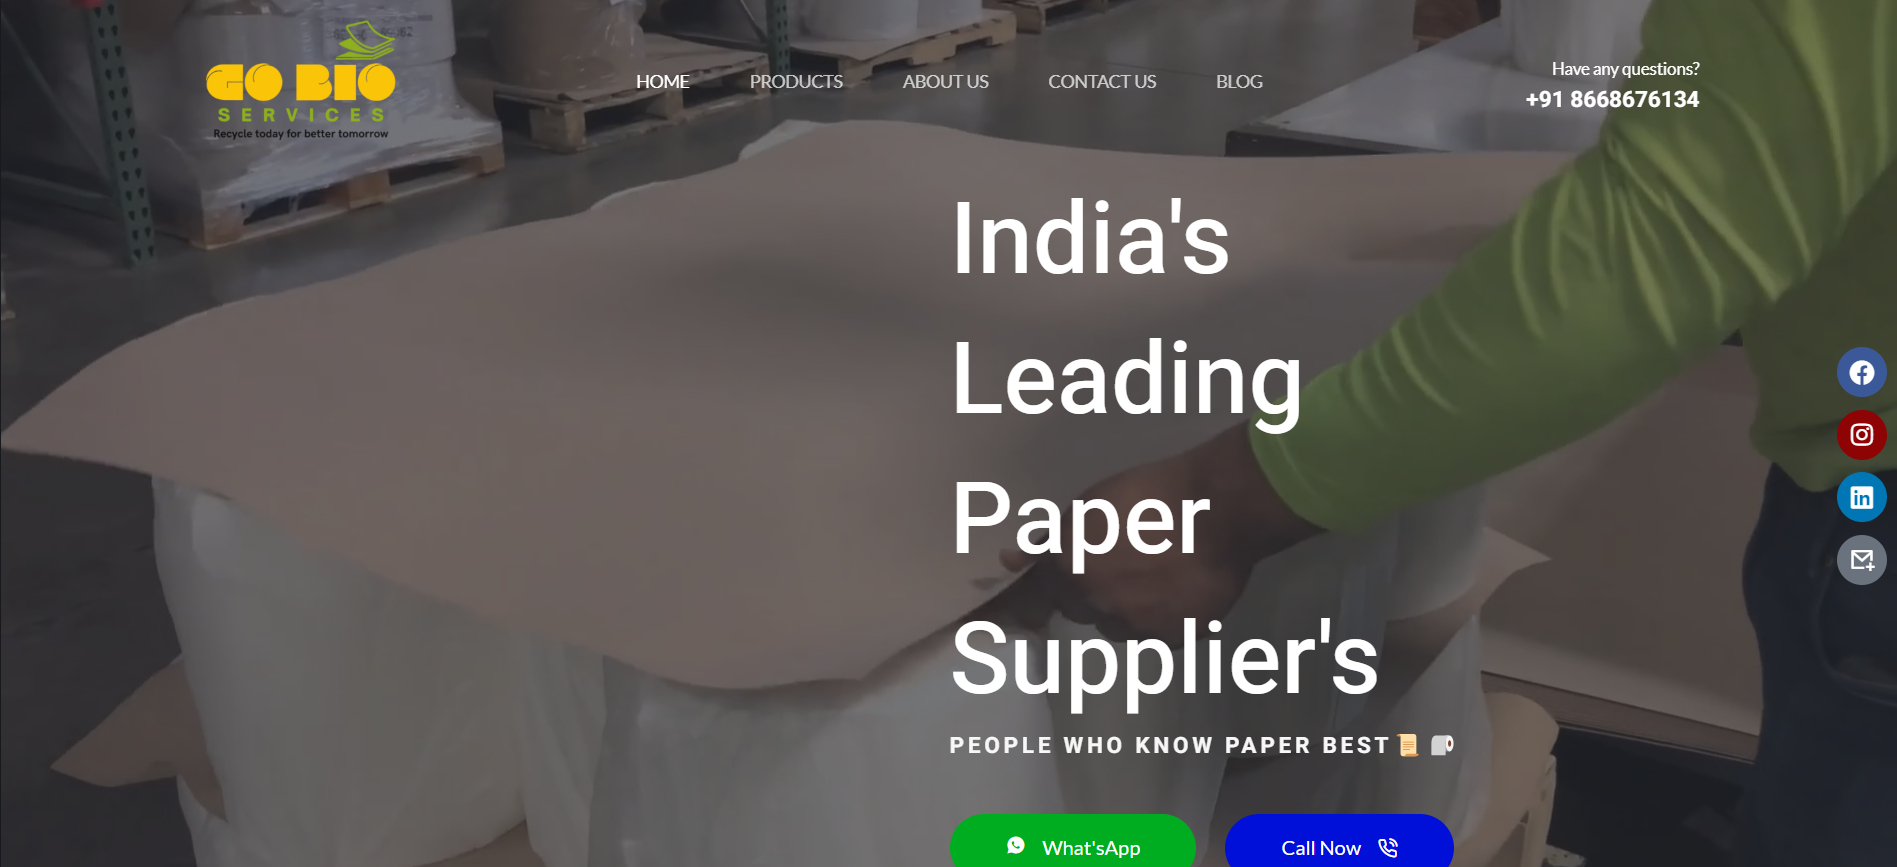 GO BIO
SERVICES
Recycle today for better tomorrow
HOME
PRODUCTS
ABOUT US
CONTACT US
BLOG
Have any questions?
+91 8668676134
India's
Leading
Paper
Supplier's
PEOPLE WHO KNOW PAPER BEST📜 🧻
What'sApp
Call Now